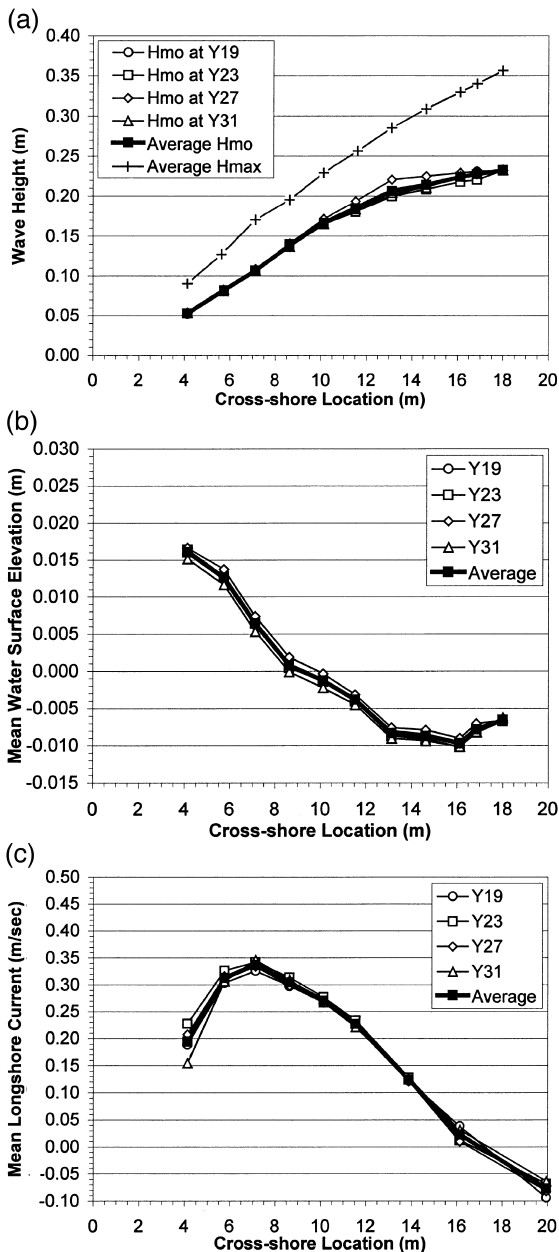 (a)
0.40
0.35
0.30
0.25
0.20
0.15
0.10
0.05
0.00
Wave Height (m)
Hmo at Y19
Hmo at Y23
Hmo at Y27
Hmo at Y31
Average Hmo
Average Hmax
0 2 4 6 8 10 12 14 16 18 20
Cross-shore Location (m)
(b)
0.030
0.025
0.020
0.015
0.010
0.005
0.000
-0.005
-0.010
-0.015
Mean Water Surface Elevation (m)
Y19
Y23
Y27
Y31
Average
0 2 4 6 8 10 12 14 16 18 20
Cross-shore Location (m)
(c)
0.50
0.45
0.40
0.35
0.30
0.25
0.20
0.15
0.10
0.05
0.00
-0.05
-0.10
Mean Longshore Current (m/sec)
Y19
Y23
Y27
Y31
Average
0 2 4 6 8 10 12 14 16 18 20
Cross-shore Location (m)